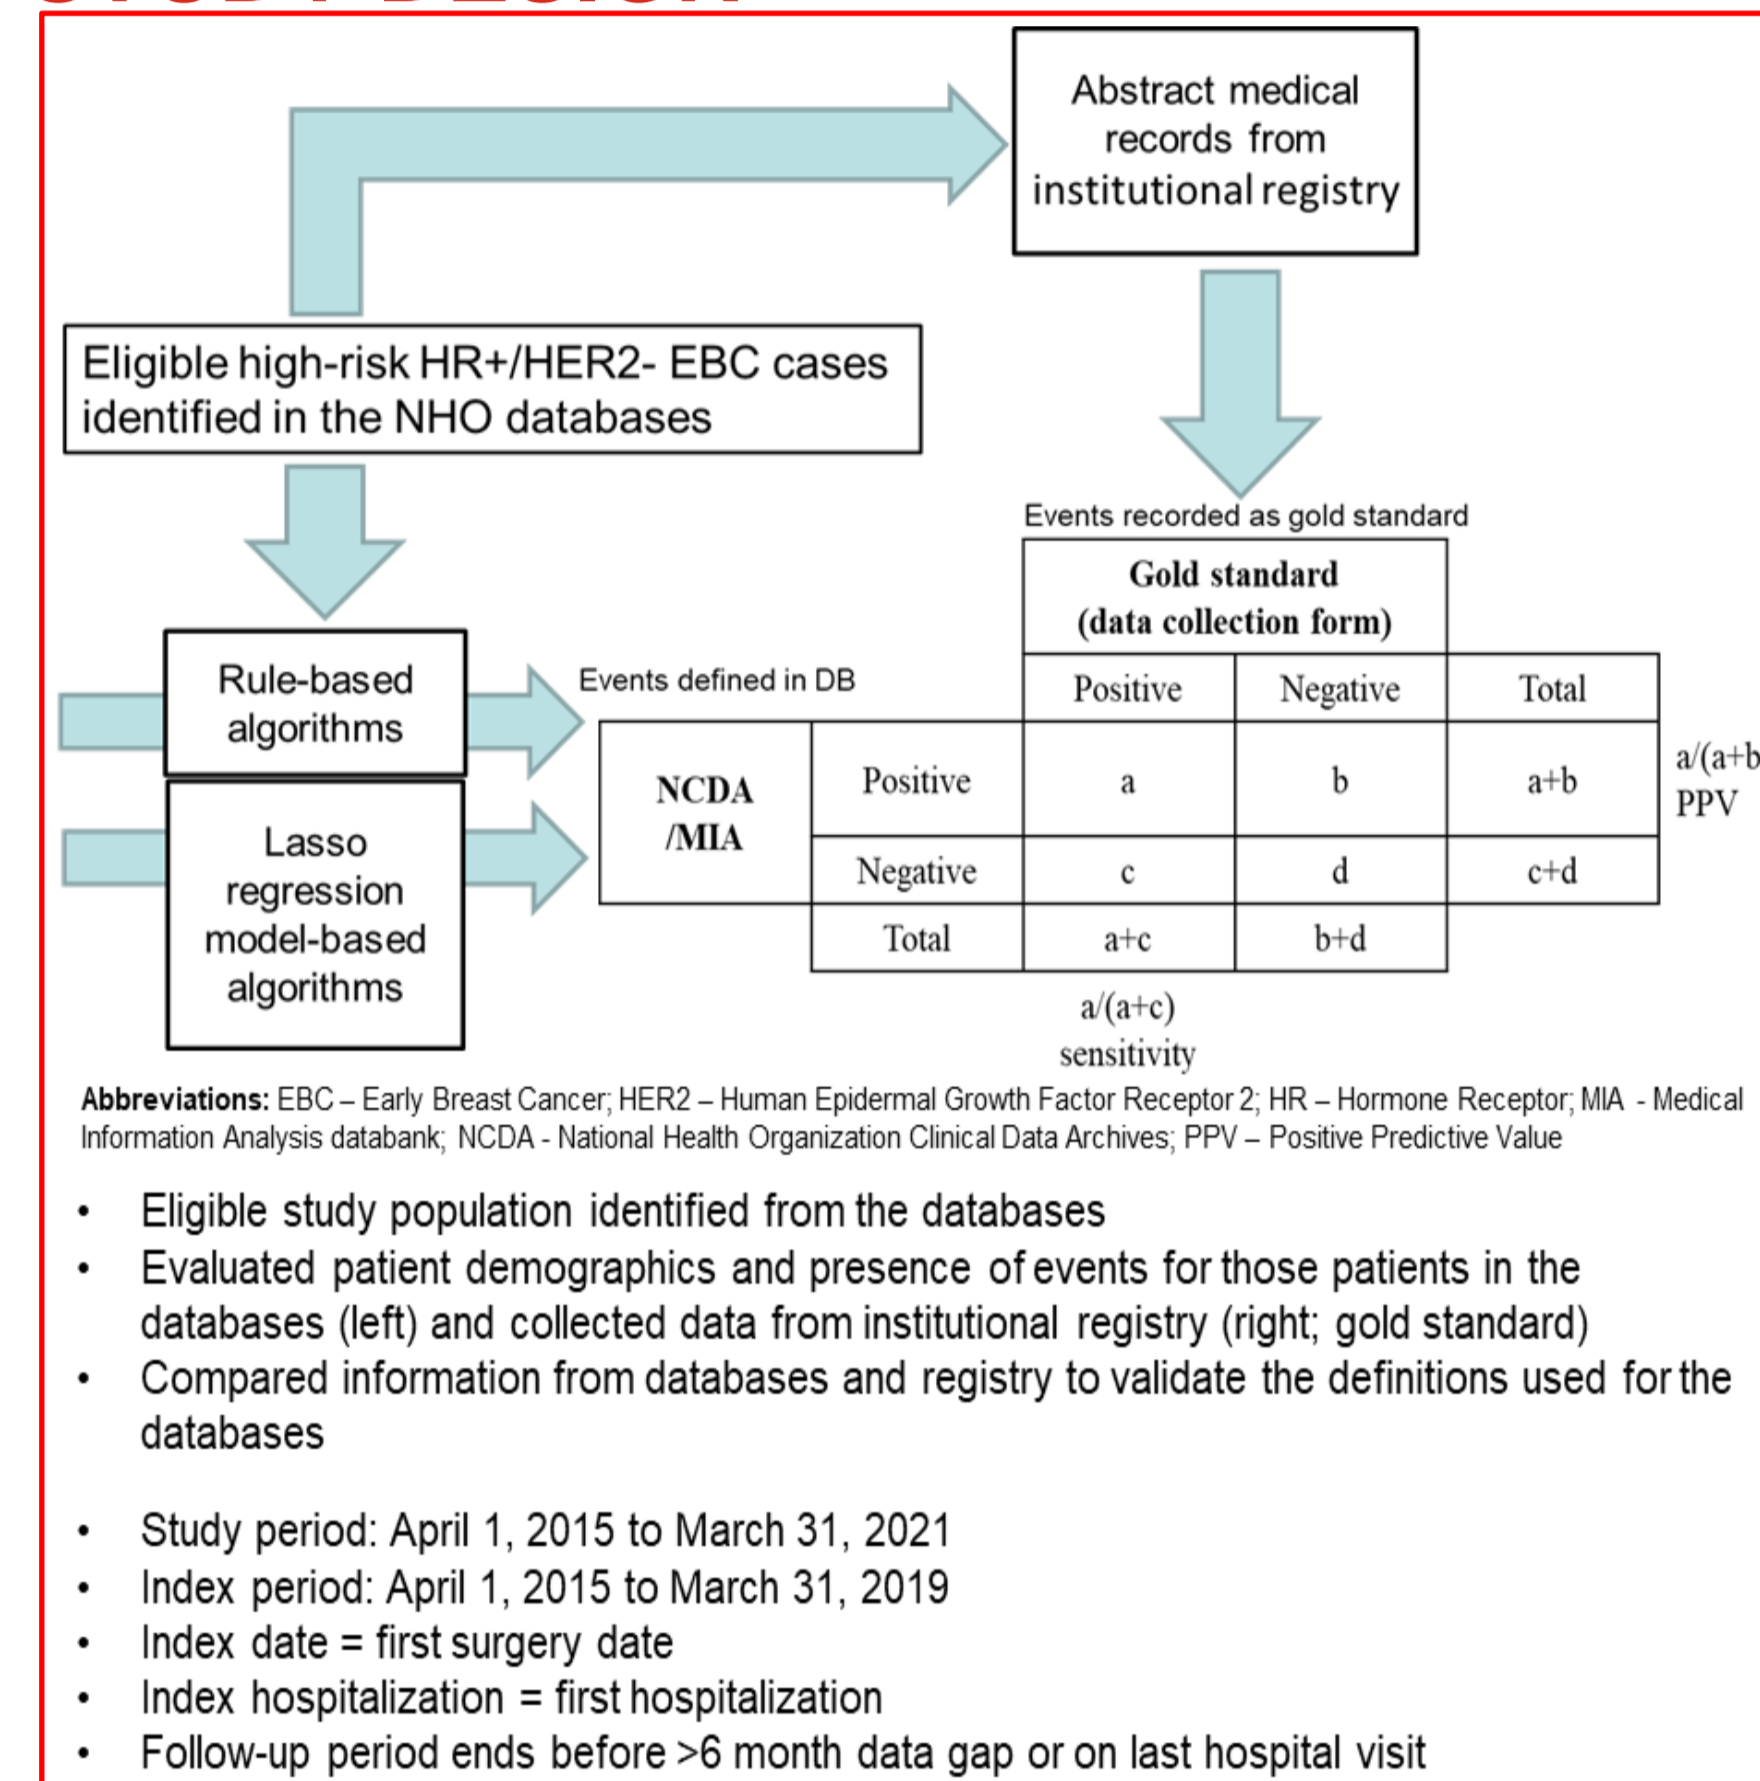 Abstract medical
records from
institutional registry
Eligible high-risk HR+/HER2- EBC cases
identified in the NHO databases
Events recorded as gold standard
Gold standard
(data collection form)
Rule-based
algorithms
Events defined in DB
Positive Negative Total
NCDA
/MIA
Positive a b a+b
a/(a+b
PPV
Lasso
regression
model-based
algorithms
Negative c d c+d
Total a+c b+d
a/(a+c)
sensitivity
Abbreviations: EBC – Early Breast Cancer; HER2 – Human Epidermal Growth Factor Receptor 2; HR – Hormone Receptor; MIA - Medical
Information Analysis databank; NCDA - National Health Organization Clinical Data Archives; PPV – Positive Predictive Value
• Eligible study population identified from the databases
• Evaluated patient demographics and presence of events for those patients in the
databases (left) and collected data from institutional registry (right; gold standard)
• Compared information from databases and registry to validate the definitions used for the
databases
• Study period: April 1, 2015 to March 31, 2021
• Index period: April 1, 2015 to March 31, 2019
• Index date = first surgery date
• Index hospitalization = first hospitalization
• Follow-up period ends before >6 month data gap or on last hospital visit